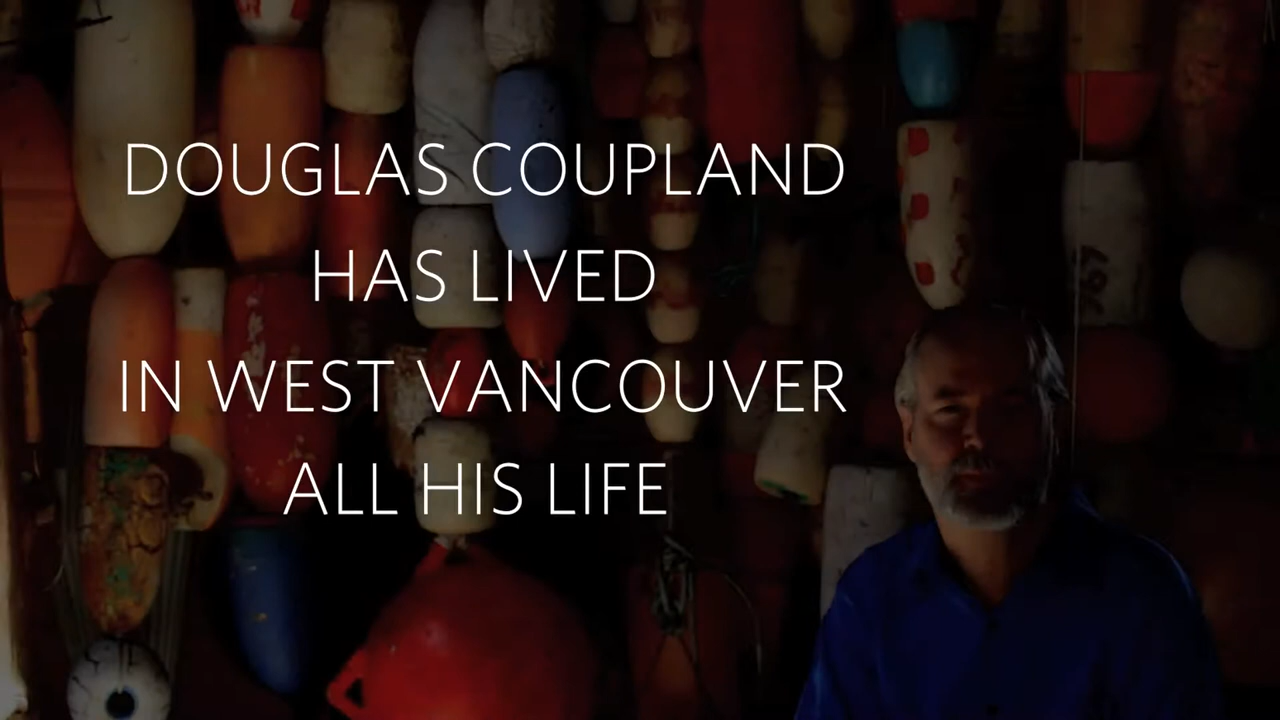 DOUGLAS COUPLAND
HAS LIVED
IN WEST VANCOUVER
ALL HIS LIFE